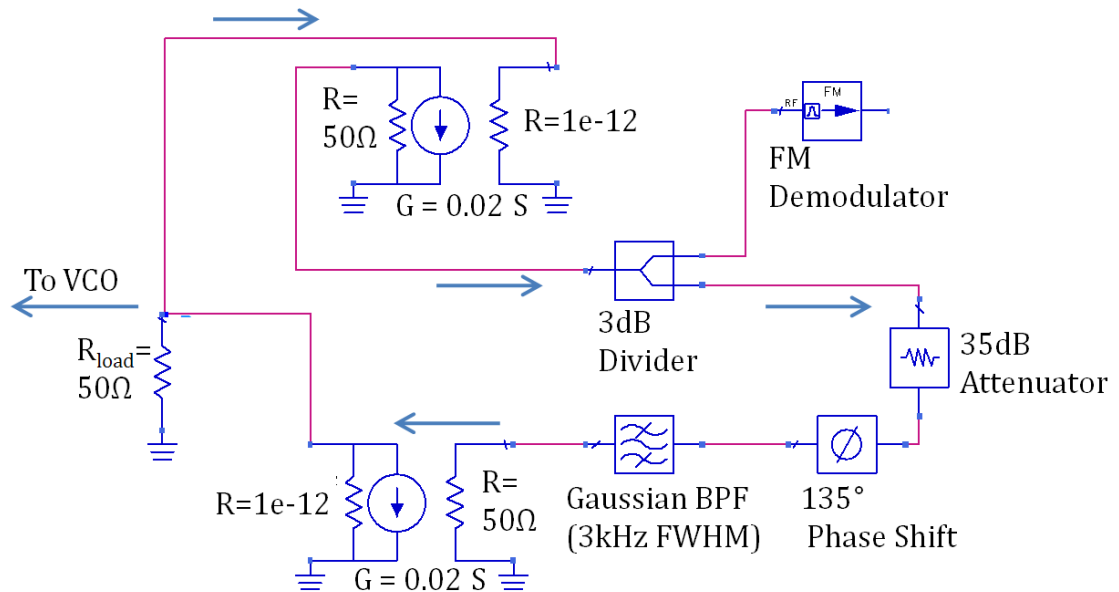 R=
50Ω
R=1e-12
G = 0.02 S
RF
FM
FM
Demodulator
To VCO
3dB
Divider
Rload=
50Ω
35dB
Attenuator
R=1e-12
R=
50Ω
G = 0.02 S
Gaussian BPF
(3kHz FWHM)
135°
Phase Shift